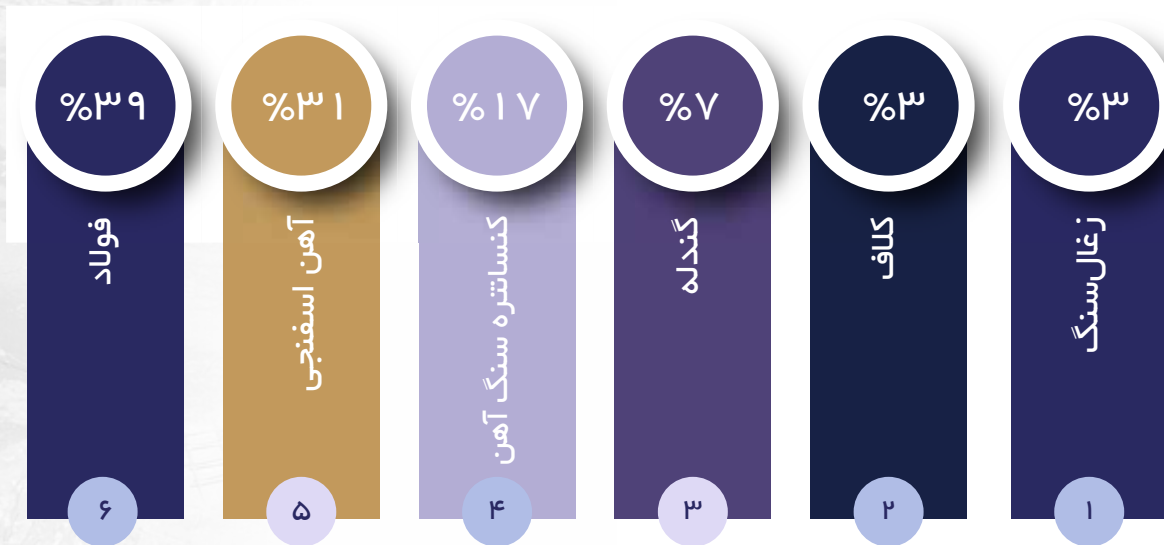 %۳
زغال‌سنگ
۱
%۳
کلاف
۲
%۷
گندله
۳
%۱۷
کنسانتره سنگ آهن
۴
%۳۱
آهن اسفنجی
۵
%۳۹
فولاد
۶